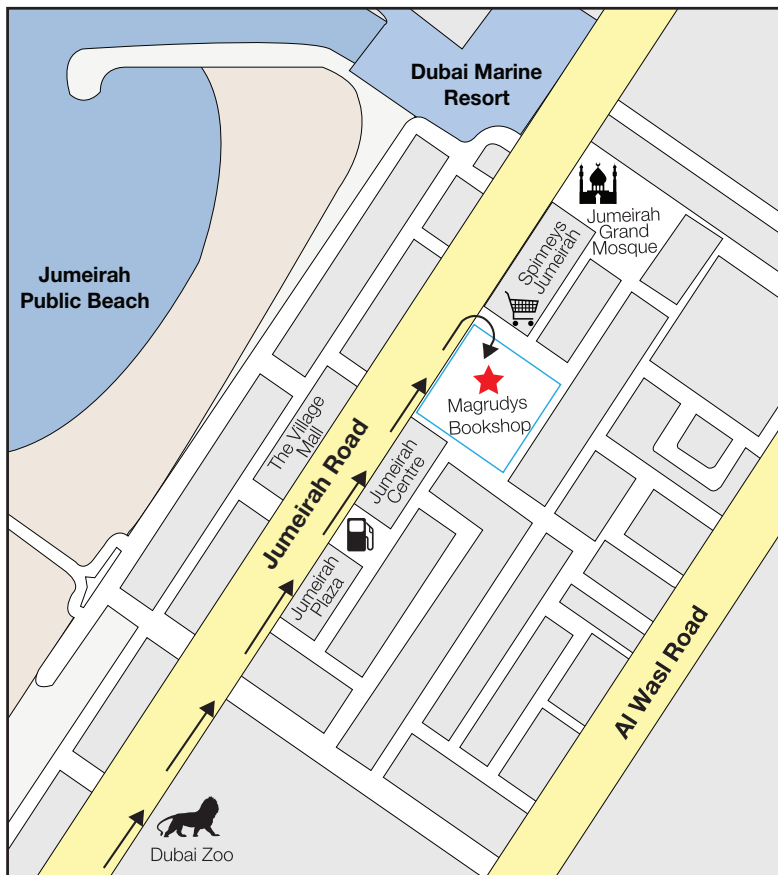 Dubai Marine
Resort
Jumeirah
Grand
Mosque
Spinneys
Jumeirah
Jumeirah
Public Beach
Magrudys
Bookshop
The Village
Mall
Jumeirah
Centre
Jumeirah Road
Jumeirah
Plaza
Al Wasl Road
Dubai Zoo